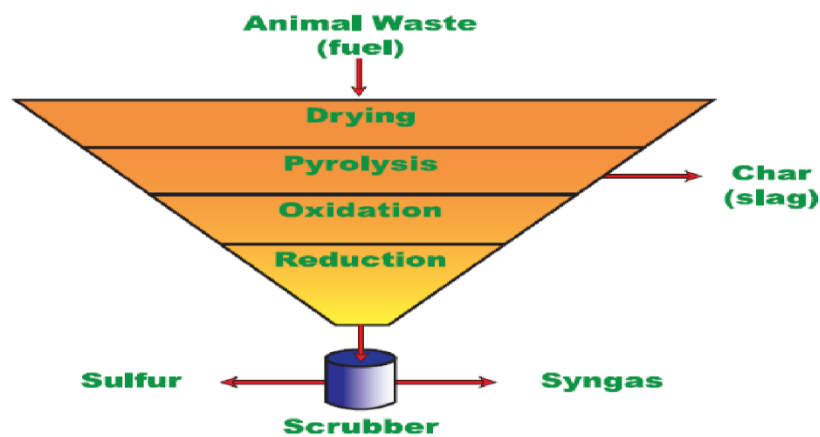 Animal Waste
(fuel)
Drying
Pyrolysis
Char
(slag)
Oxidation
Reduction
Sulfur
Syngas
Scrubber